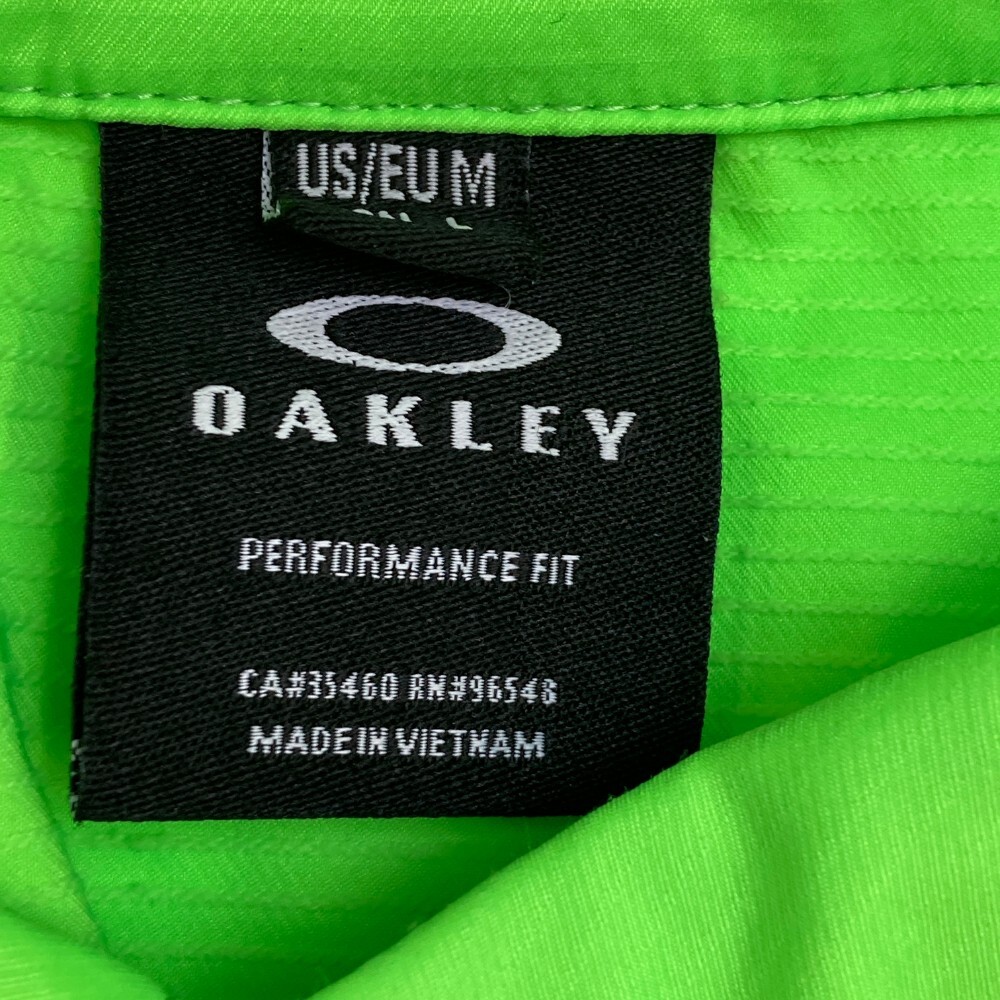 US/EU M
OAKLEY
PERFORMANCE FIT
CA#35460 RN#96548
MADE IN VIETNAM